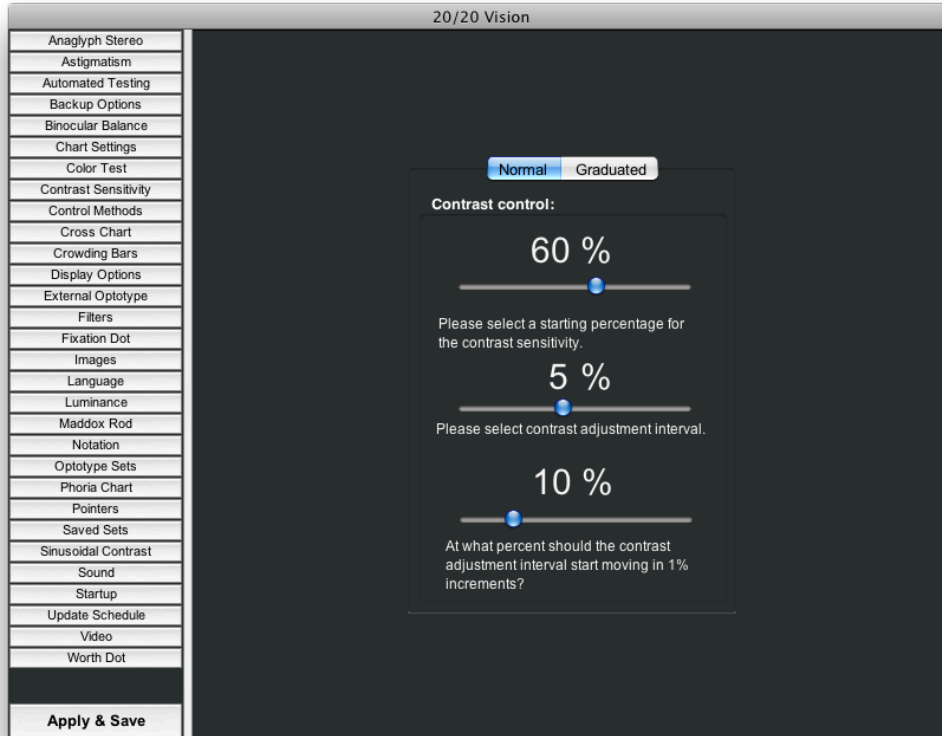 20/20 Vision
Anaglyph Stereo
Astigmatism
Automated Testing
Backup Options
Binocular Balance
Chart Settings
Color Test
Contrast Sensitivity
Control Methods
Cross Chart
Crowding Bars
Display Options
External Optotype
Filters
Fixation Dot
Images
Language
Luminance
Maddox Rod
Notation
Optotype Sets
Phoria Chart
Pointers
Saved Sets
Sinusoidal Contrast
Sound
Startup
Update Schedule
Video
Worth Dot
Apply & Save
Normal Graduated
Contrast control:
60 %
Please select a starting percentage for
the contrast sensitivity.
5 %
Please select contrast adjustment interval.
10 %
At what percent should the contrast
adjustment interval start moving in 1%
increments?